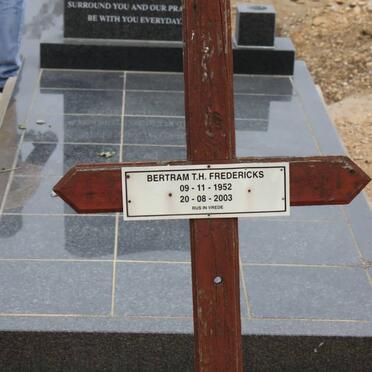 SURROUND YOU AND OUR
BE WITH YOU EVERYDAY
BERTRAM T.H. FREDERICKS
09 - 11 - 1952
20 - 08 - 2003
RUS IN VREDE